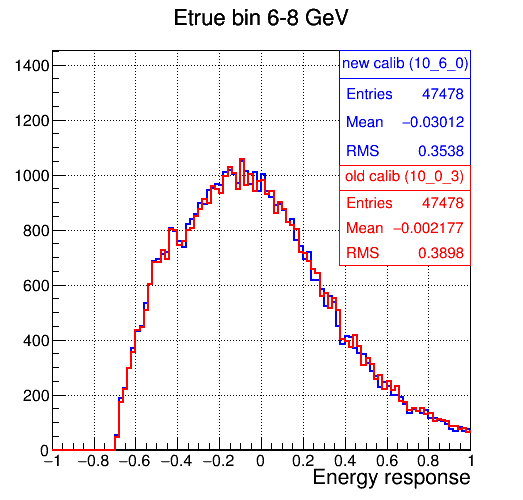 Etrue bin 6-8 GeV
new calib (10_6_0)
Entries 47478
Mean −0.03012
RMS 0.3538
old calib (10_0_3)
Entries 47478
Mean −0.002177
RMS 0.3898
1400
1200
1000
800
600
400
200
0
−1 −0.8 −0.6 −0.4 −0.2 0 0.2 0.4 0.6 0.8 1
Energy response